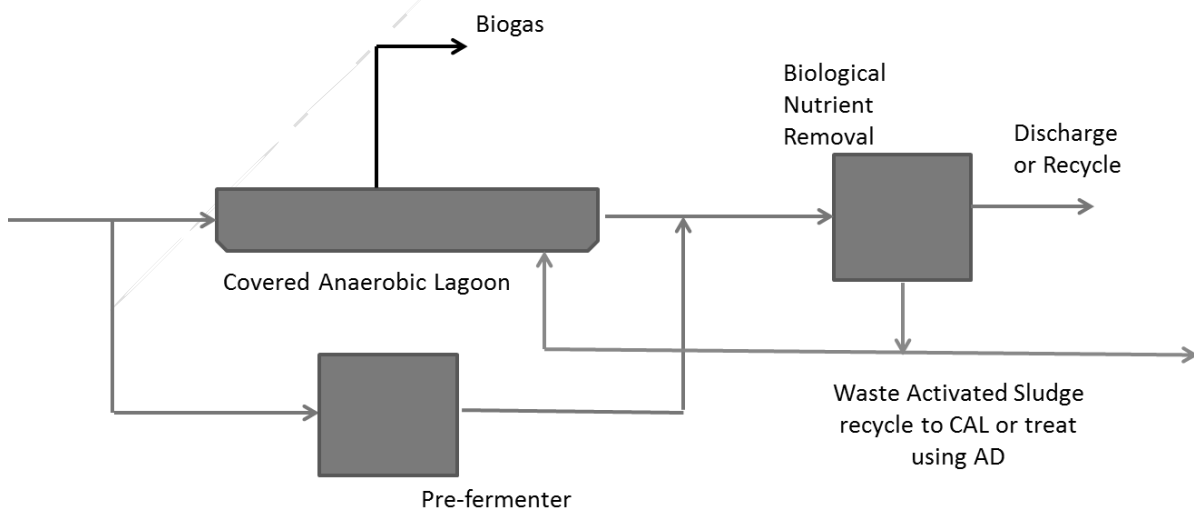 Biogas
Biological
Nutrient
Removal
Discharge
or Recycle
Covered Anaerobic Lagoon
Waste Activated Sludge
recycle to CAL or treat
using AD
Pre-fermenter